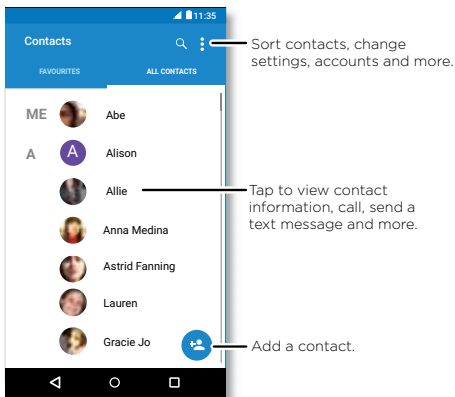 11:35
Contacts
FAVOURITES
ALL CONTACTS
ME
Abe
A
A
Alison
Allie
Anna Medina
Astrid Fanning
Lauren
Gracie Jo
Sort contacts, change
settings, accounts and more.
Tap to view contact
information, call, send a
text message and more.
Add a contact.